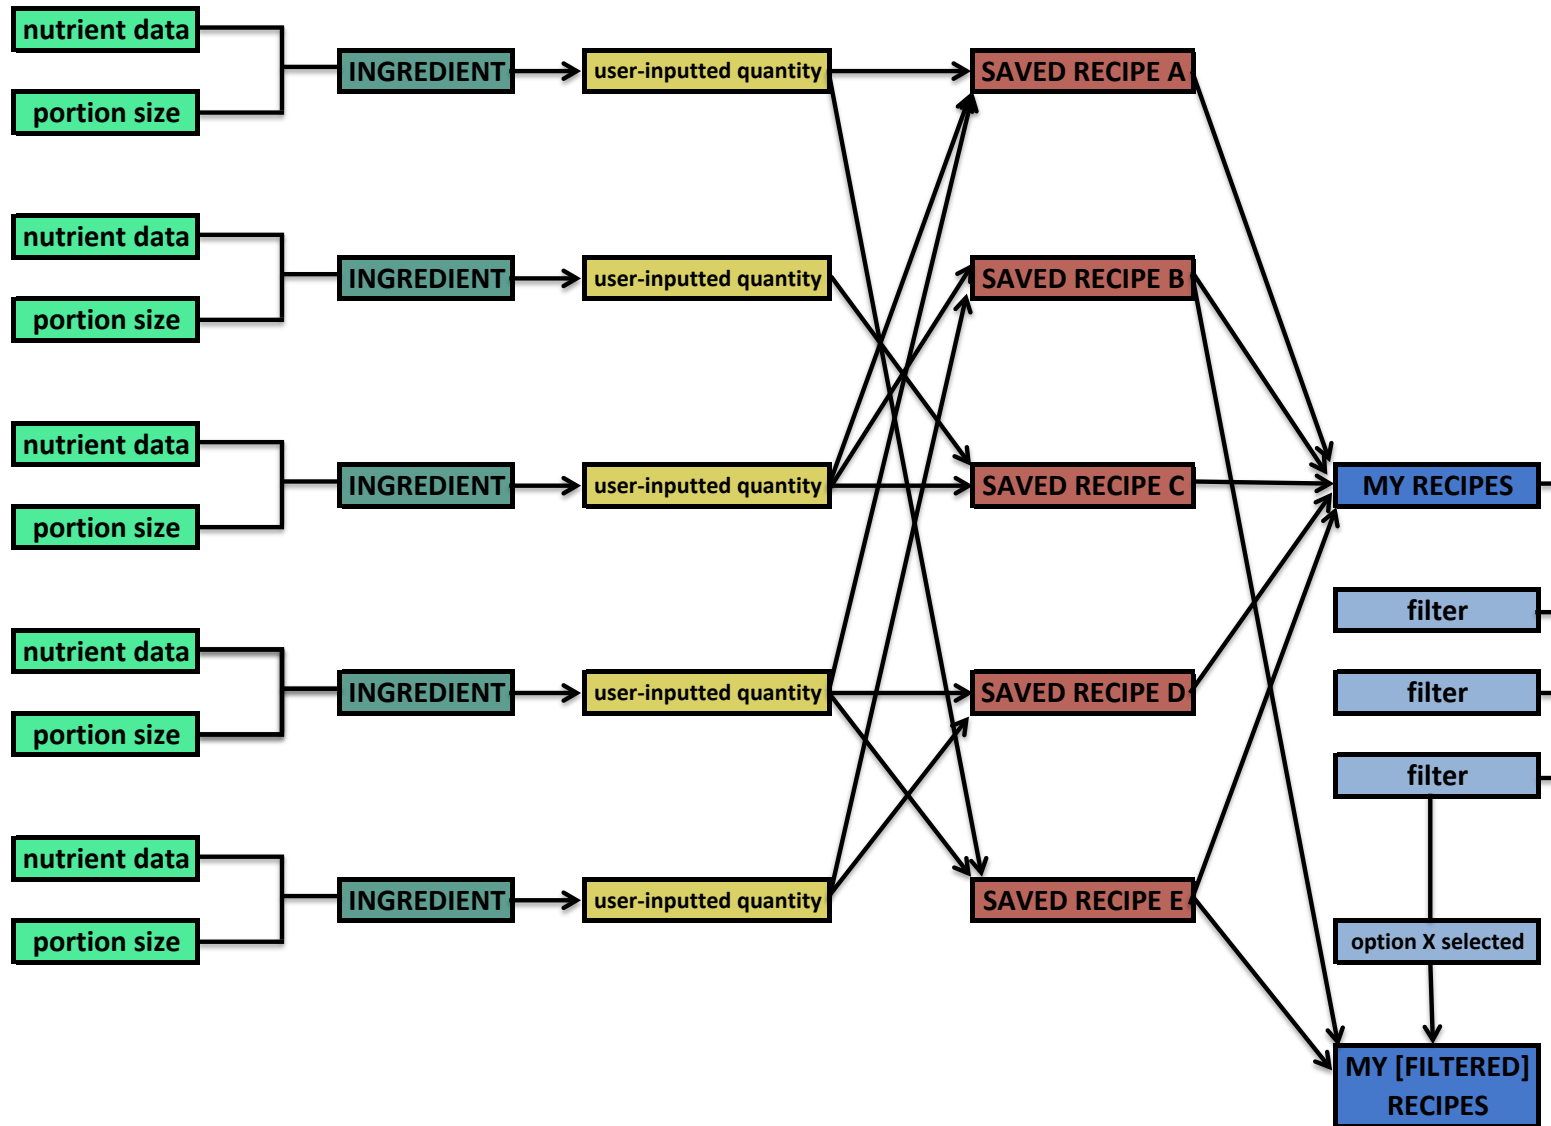 nutrient data
portion size
INGREDIENT
user-inputted quantity
SAVED RECIPE A
nutrient data
portion size
INGREDIENT
user-inputted quantity
SAVED RECIPE B
nutrient data
portion size
INGREDIENT
user-inputted quantity
SAVED RECIPE C
MY RECIPES
filter
nutrient data
portion size
INGREDIENT
user-inputted quantity
SAVED RECIPE D
filter
filter
nutrient data
portion size
INGREDIENT
user-inputted quantity
SAVED RECIPE E
option X selected
MY [FILTERED]
RECIPES